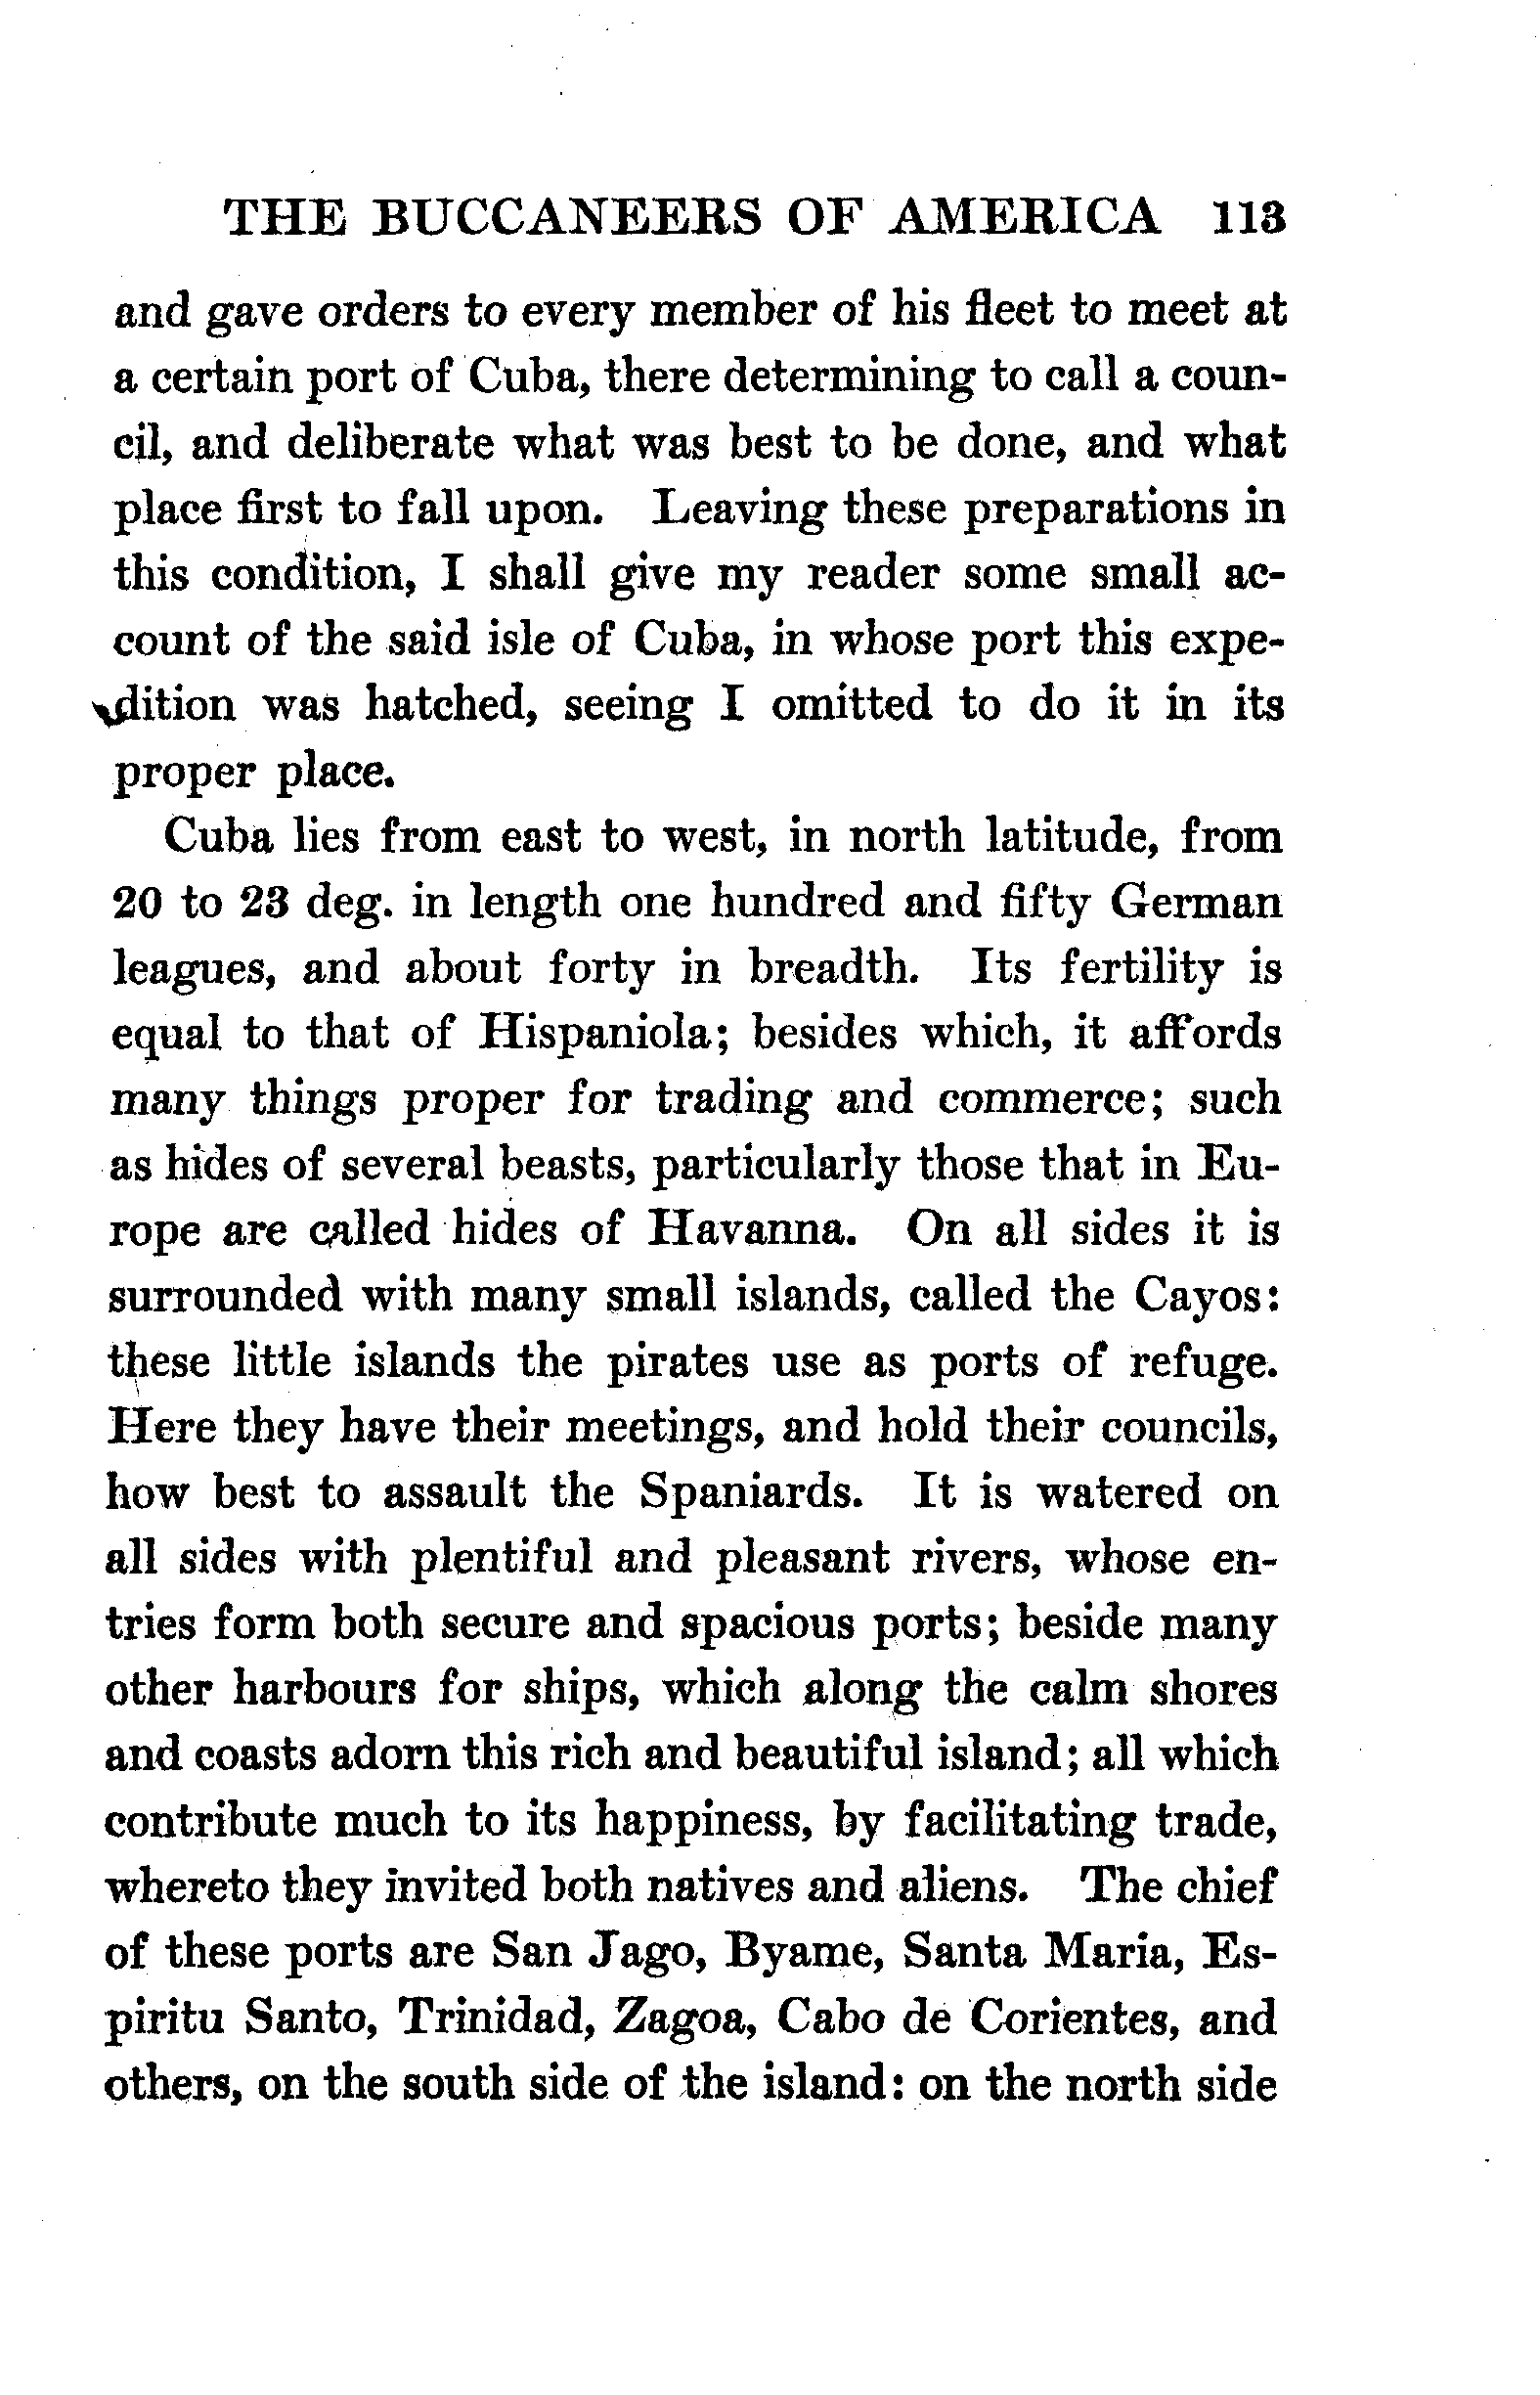 THE BUCCANEERS OF AMERICA 113
and gave orders to every member of his fleet to meet at
a certain port of Cuba, there determining to call a coun-
cil, and deliberate what was best to be done, and what
place first to fall upon. Leaving these preparations in
this condition, I shall give my reader some small ac-
count of the said isle of Cuba, in whose port this expe-
dition was hatched, seeing I omitted to do it in its
proper place.
Cuba lies from east to west, in north latitude, from
20 to 23 deg. in length one hundred and fifty German
leagues, and about forty in breadth. Its fertility is
equal to that of Hispaniola; besides which, it affords
many things proper for trading and commerce; such
as hides of several beasts, particularly those that in Eu-
rope are called hides of Havanna. On all sides it is
surrounded with many small islands, called the Cayos:
these little islands the pirates use as ports of refuge.
Here they have their meetings, and hold their councils,
how best to assault the Spaniards. It is watered on
all sides with plentiful and pleasant rivers, whose en-
tries form both secure and spacious ports; beside many
other harbours for ships, which along the calm shores
and coasts adorn this rich and beautiful island; all which
contribute much to its happiness, by facilitating trade,
whereto they invited both natives and aliens. The chief
of these ports are San Jago, Byame, Santa Maria, Es-
piritu Santo, Trinidad, Zagoa, Cabo de Corientes, and
others, on the south side of the island: on the north side